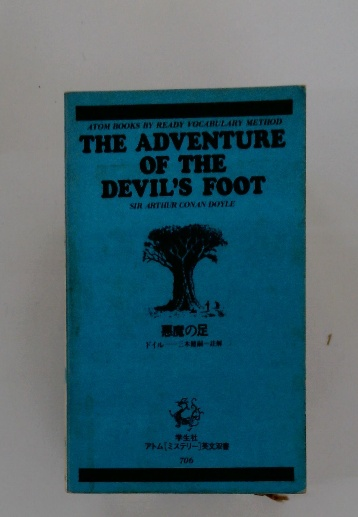 ATOM BOOKS BY READY VOCABULARY METHOD
THE ADVENTURE
OF THE
DEVIL'S FOOT
SIR ARTHUR CONAN DOYLE
悪魔の足
ドイル
学生社
アトム[ミステリー]英文双書
706